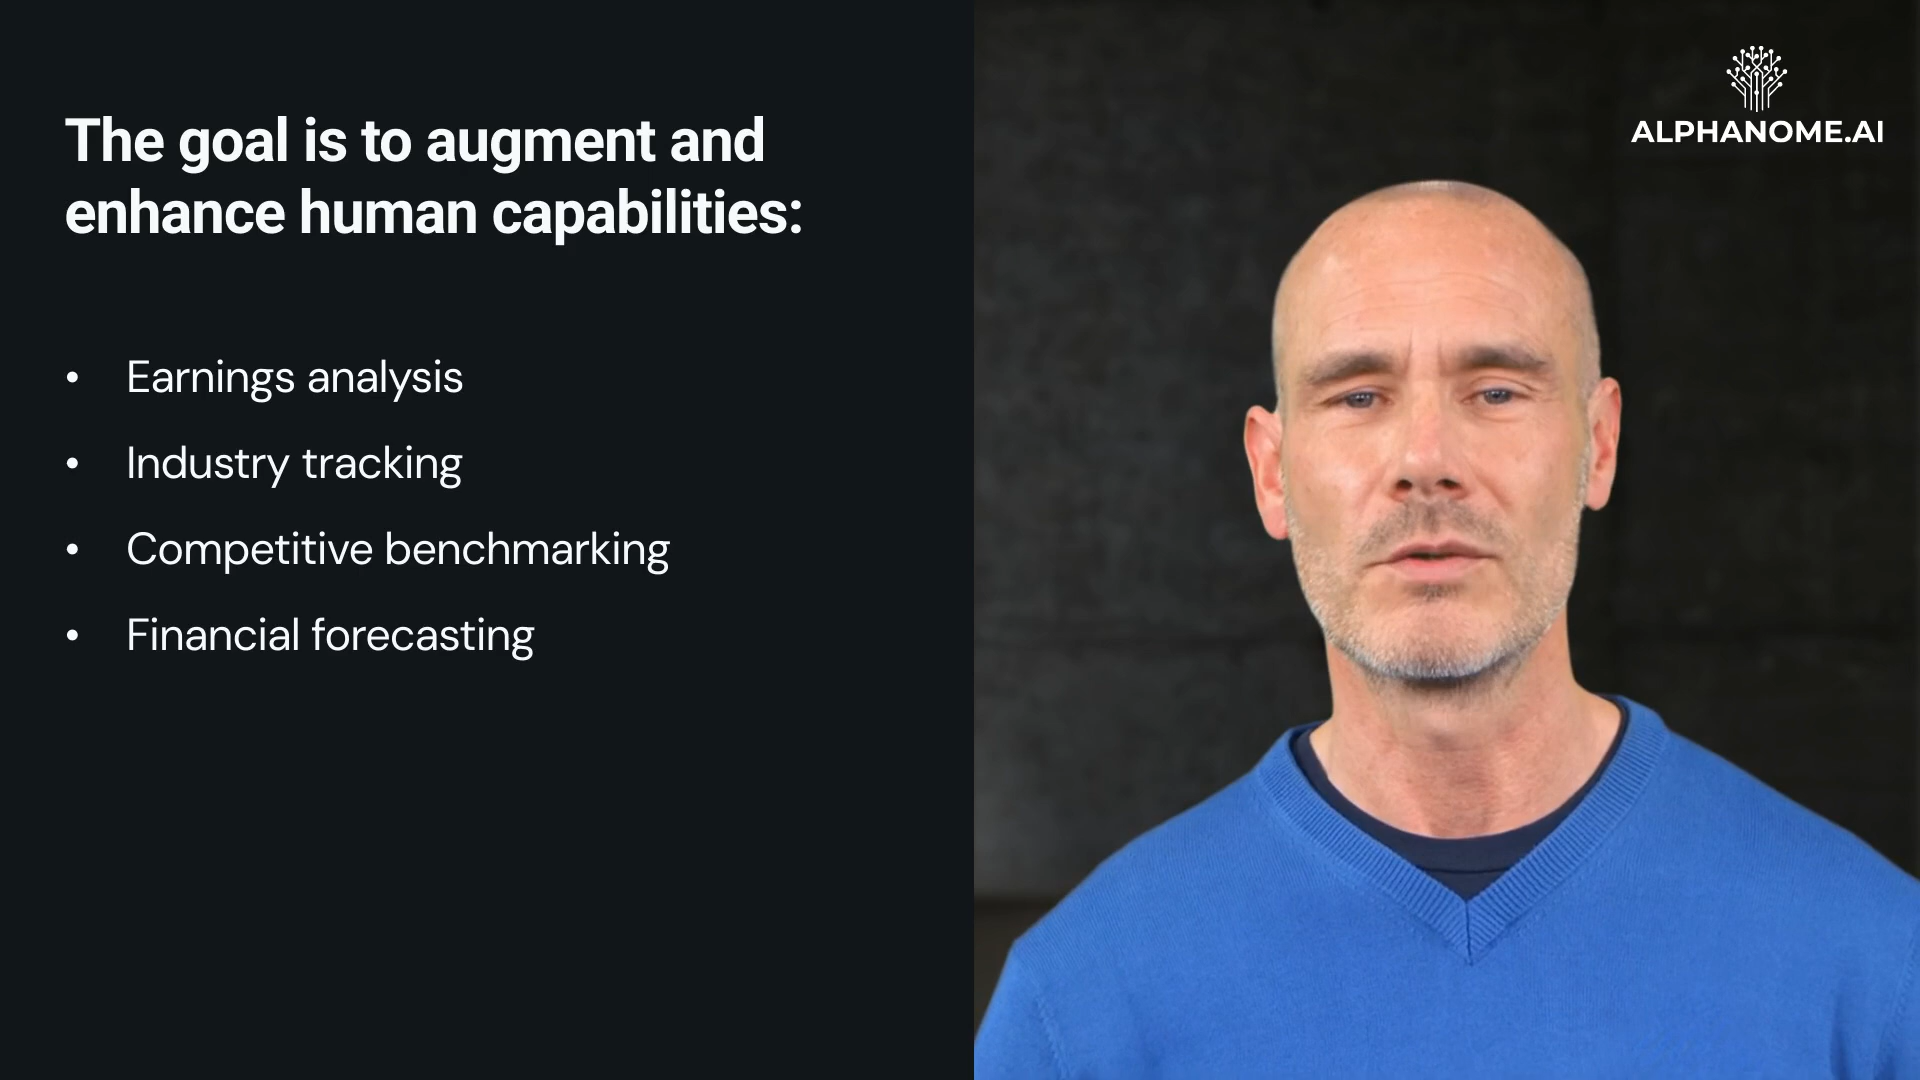 The goal is to augment and
enhance human capabilities:
• Earnings analysis
• Industry tracking
• Competitive benchmarking
• Financial forecasting
ALPHANOME.AI